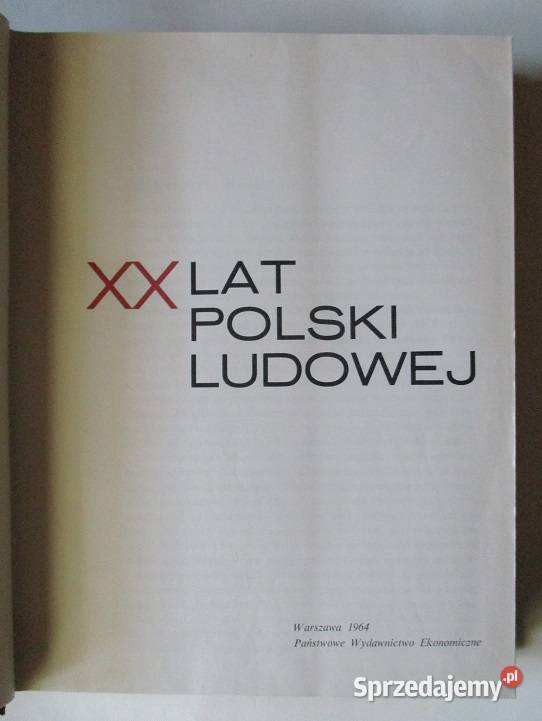 XX LAT
POLSKI
LUDOWEJ
Warszawa 1964
Państwowe Wydawnictwo Ekonomiczne
Sprzedajemy.pl